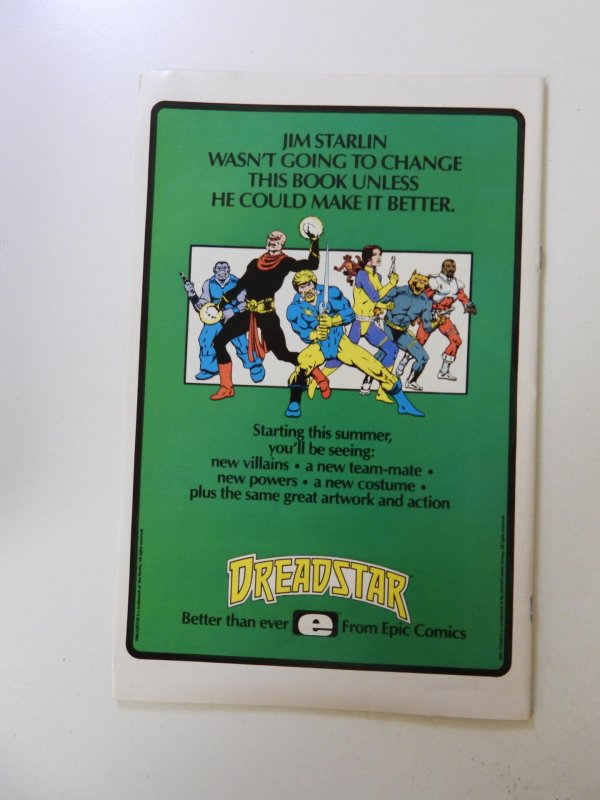 JIM STARLIN
WASN'T GOING TO CHANGE
THIS BOOK UNLESS
HE COULD MAKE IT BETTER.
Starting this summer,
you'll be seeing:
new villains • a new team-mate •
new powers • a new costume •
plus the same great artwork and action
DREADSTAR
Better than ever e From Epic Comics